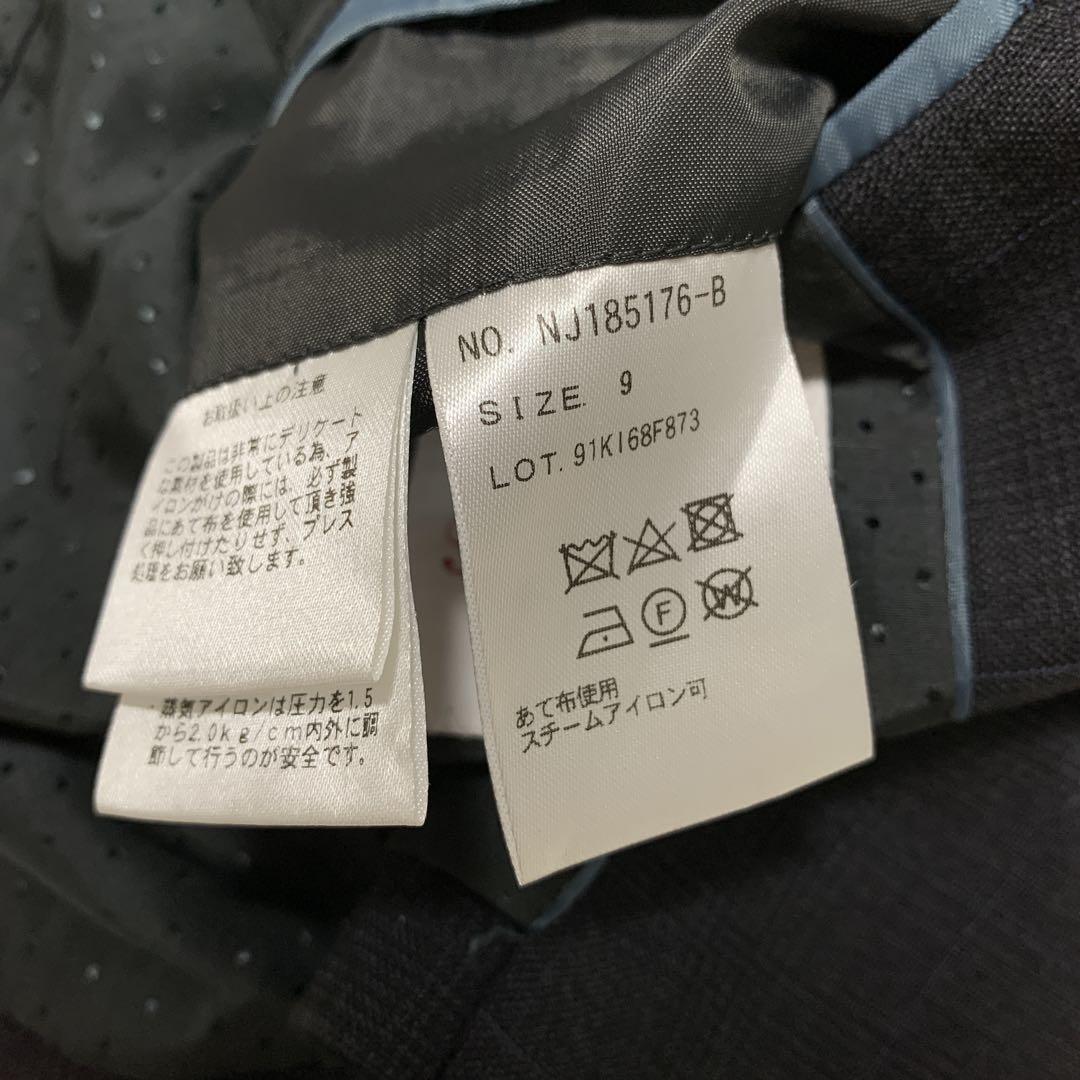 お取扱い上の注意
この製品は非常にデリケート
な素材を使用している為、ア
イロンがけの際には、必ず製
品にあて布を使用して頂き強
く押し付けたりせず、プレス
処理をお願い致します。
・蒸気アイロンは圧力を1.5
から2.0kg/cm内外に調
節して行うのが安全です。
NO. NJ185176-B
SIZE. 9
LOT. 91KI68F873
F
W
あて布使用
スチームアイロン可